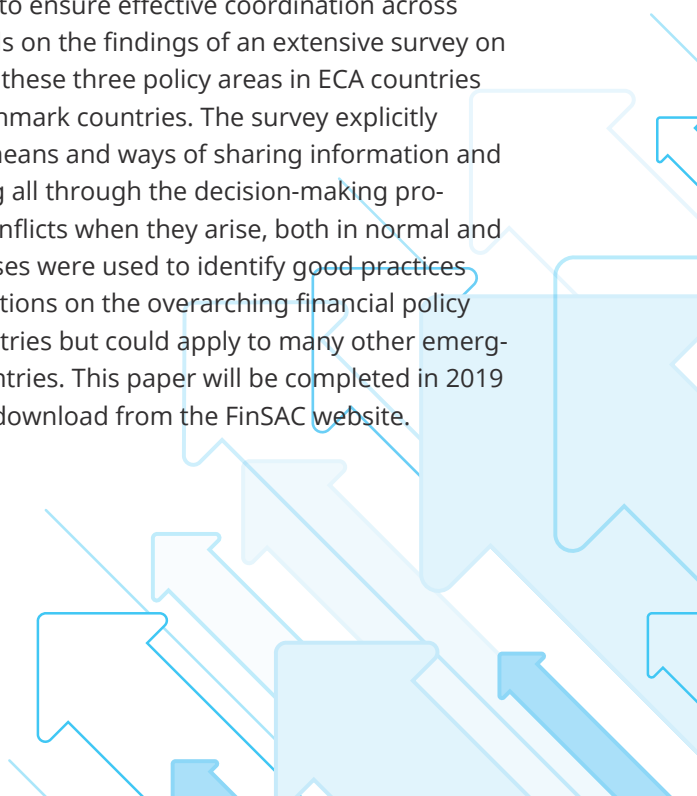 to ensure effective coordination across
s on the findings of an extensive survey on
these three policy areas in ECA countries
nmark countries. The survey explicitly
neans and ways of sharing information and
g all through the decision-making pro-
nflicts when they arise, both in normal and
ses were used to identify good practices
tions on the overarching financial policy
tries but could apply to many other emerg-
ntries. This paper will be completed in 2019
download from the FinSAC website.